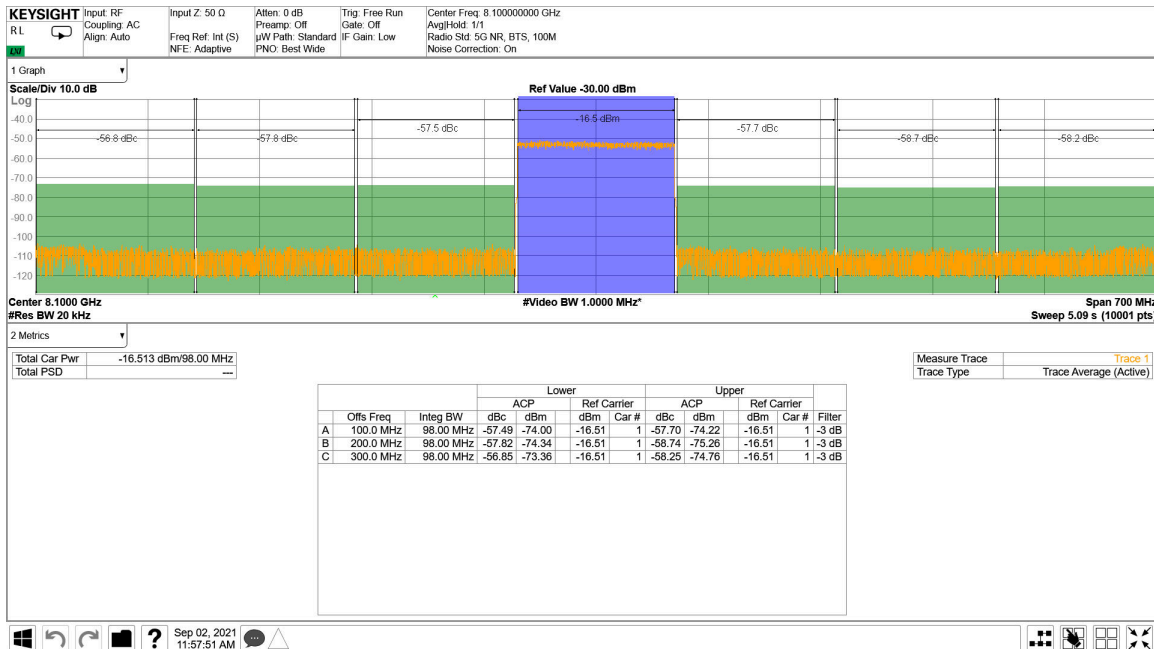 KEYSIGHT Input: RF Input Z: 50 Ω Atten: 0 dB Trig: Free Run Center Freq: 8.100000000 GHz
RL Coupling: AC Preamp: Off Gate: Off Avg|Hold: 1/1
Align: Auto Freq Ref: Int (S) µW Path: Standard IF Gain: Low Radio Std: 5G NR, BTS, 100M
LXI NFE: Adaptive PNO: Best Wide Noise Correction: On
1 Graph
Scale/Div 10.0 dB Ref Value -30.00 dBm
Log
-40.0
-50.0
-60.0
-70.0
-80.0
-90.0
-100
-110
-120
-56.8 dBc -57.8 dBc -57.5 dBc -16.5 dBm -57.7 dBc -58.7 dBc -58.2 dBc
Center 8.1000 GHz #Video BW 1.0000 MHz* Span 700 MHz
#Res BW 20 kHz Sweep 5.09 s (10001 pts)
2 Metrics
Total Car Pwr -16.513 dBm/98.00 MHz Measure Trace Trace 1
Total PSD --- Trace Type Trace Average (Active)
Lower Upper
ACP Ref Carrier ACP Ref Carrier
Offs Freq Integ BW dBc dBm dBm Car # dBc dBm dBm Car # Filter
A 100.0 MHz 98.00 MHz -57.49 -74.00 -16.51 1 -57.70 -74.22 -16.51 1 -3 dB
B 200.0 MHz 98.00 MHz -57.82 -74.34 -16.51 1 -58.74 -75.26 -16.51 1 -3 dB
C 300.0 MHz 98.00 MHz -56.85 -73.36 -16.51 1 -58.25 -74.76 -16.51 1 -3 dB
? Sep 02, 2021
11:57:51 AM